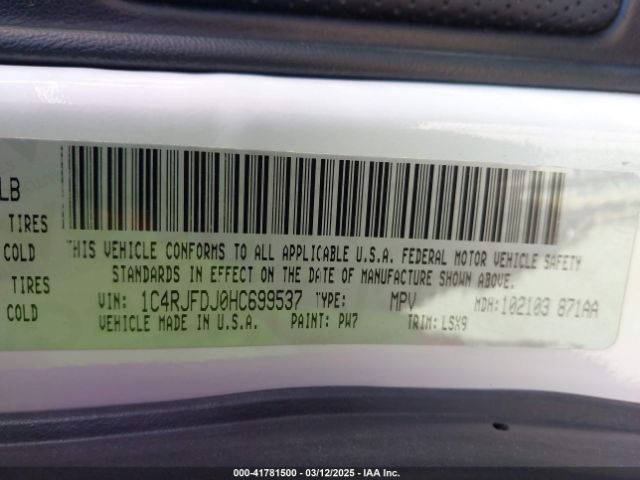 LB
TIRES
COLD
TIRES
COLD
THIS VEHICLE CONFORMS TO ALL APPLICABLE U.S.A. FEDERAL MOTOR VEHICLE SAFETY
STANDARDS IN EFFECT ON THE DATE OF MANUFACTURE SHOWN ABOVE.
VIN: 1C4RJFDJ0HC699537 TYPE: MPV MDH:102103 871AA
VEHICLE MADE IN U.S.A. PAINT: PW7 TRIM: LSX9
000-41781500 - 03/12/2025 - IAA Inc.